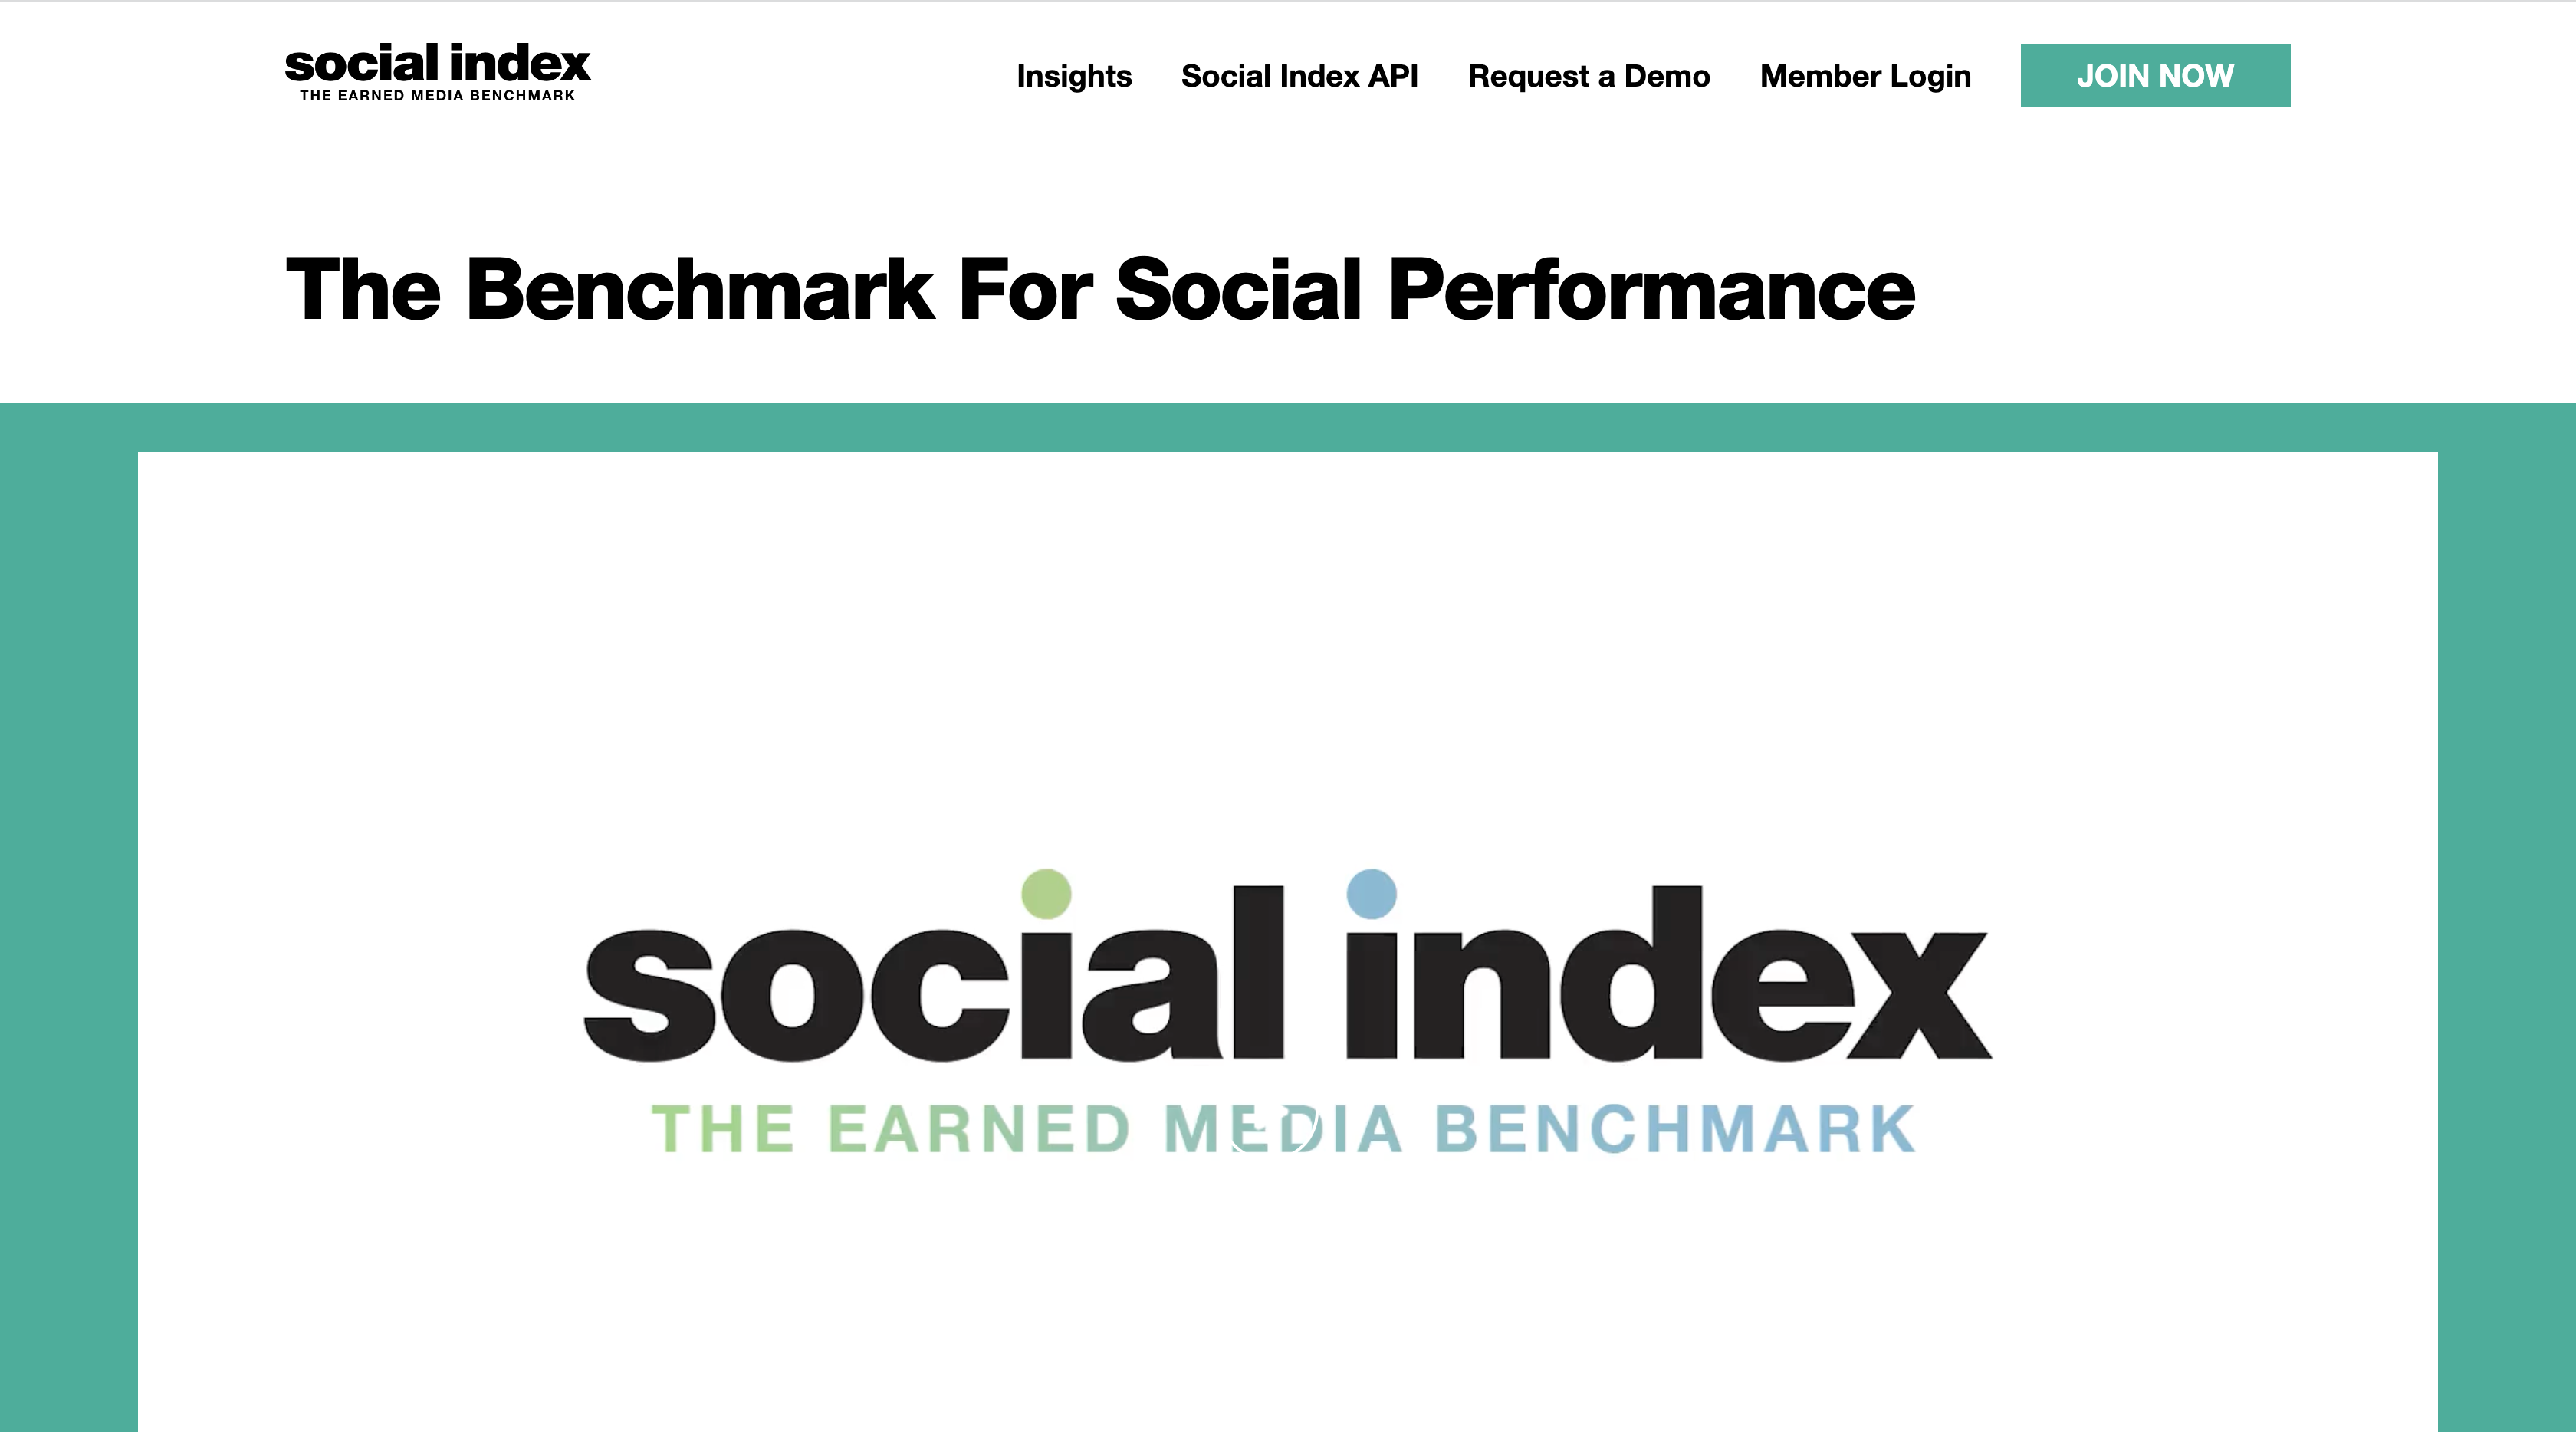 social index
THE EARNED MEDIA BENCHMARK
Insights Social Index API Request a Demo Member Login JOIN NOW
The Benchmark For Social Performance
social index
THE EARNED MEDIA BENCHMARK